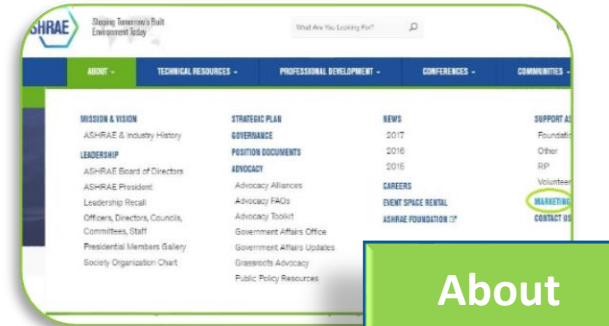 SHRAE
Shaping Tomorrow's Built
Environment Today
What Are You Looking For?
ABOUT
TECHNICAL RESOURCES
PROFESSIONAL DEVELOPMENT
CONFERENCES
COMMUNITIES
MISSION & VISION
ASHRAE & Industry History
LEADERSHIP
ASHRAE Board of Directors
ASHRAE President
Leadership Recall
Officers, Directors, Councils,
Committees, Staff
Presidential Members Gallery
Society Organization Chart
STRATEGIC PLAN
GOVERNANCE
POSITION DOCUMENTS
ADVOCACY
Advocacy Alliances
Advocacy FAQs
Advocacy Toolkit
Government Affairs Office
Government Affairs Updates
Grassroots Advocacy
Public Policy Resources
NEWS
2017
2016
2015
CAREERS
EVENT SPACE RENTAL
ASHRAE FOUNDATION
SUPPORT AS
Foundatio
Other
RP
Volunteer
MARKETING
CONTACT US
About